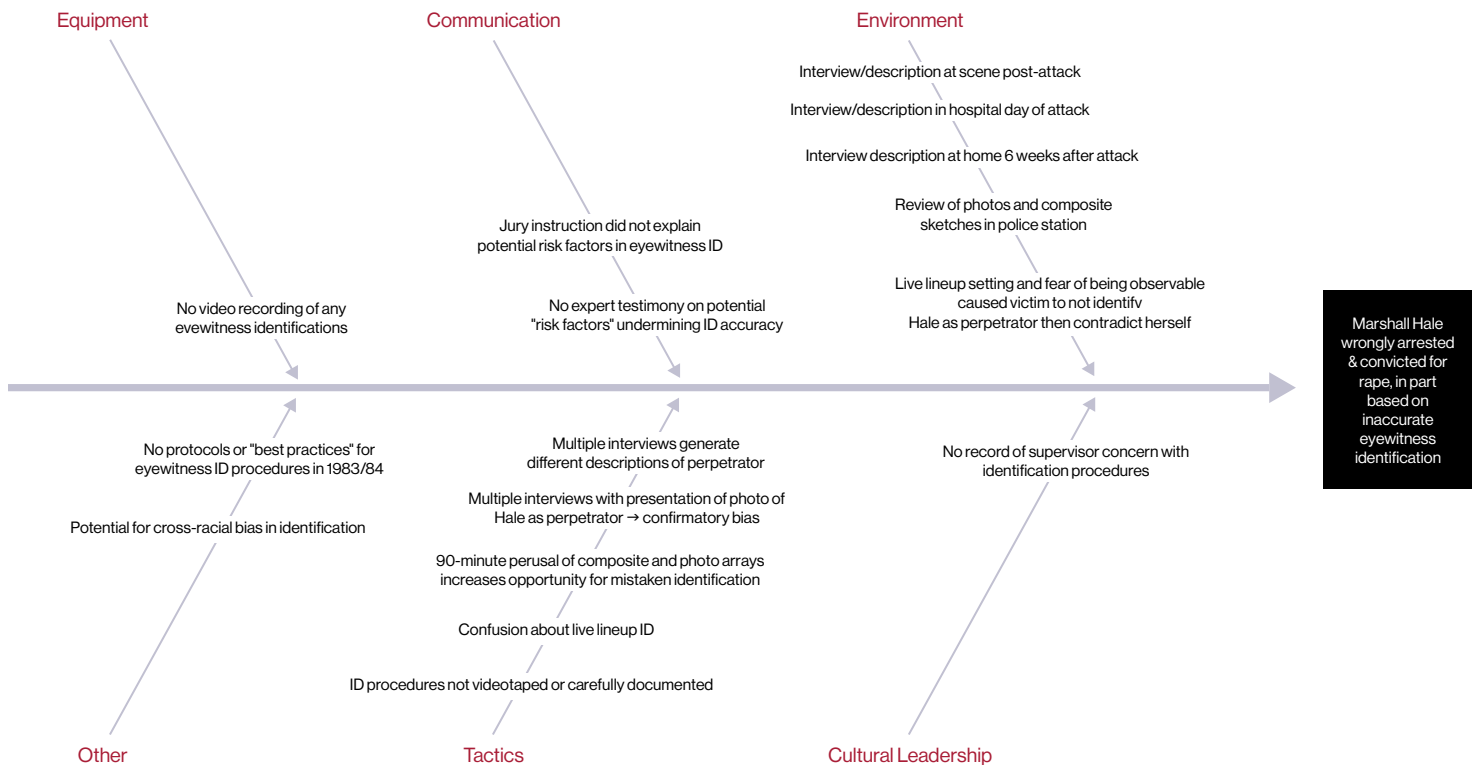 Equipment
Communication
Environment
Interview/description at scene post-attack
Interview/description in hospital day of attack
Interview description at home 6 weeks after attack
Review of photos and composite
sketches in police station
Jury instruction did not explain
potential risk factors in eyewitness ID
Live lineup setting and fear of being observable
caused victim to not identifv
Hale as perpetrator then contradict herself
No video recording of any
evewitness identifications
No expert testimony on potential
"risk factors" undermining ID accuracy
Marshall Hale
wrongly arrested
& convicted for
rape, in part
based on
inaccurate
eyewitness
identification
No protocols or "best practices" for
eyewitness ID procedures in 1983/84
Potential for cross-racial bias in identification
Multiple interviews generate
different descriptions of perpetrator
Multiple interviews with presentation of photo of
Hale as perpetrator → confirmatory bias
90-minute perusal of composite and photo arrays
increases opportunity for mistaken identification
Confusion about live lineup ID
ID procedures not videotaped or carefully documented
No record of supervisor concern with
identification procedures
Other
Tactics
Cultural Leadership